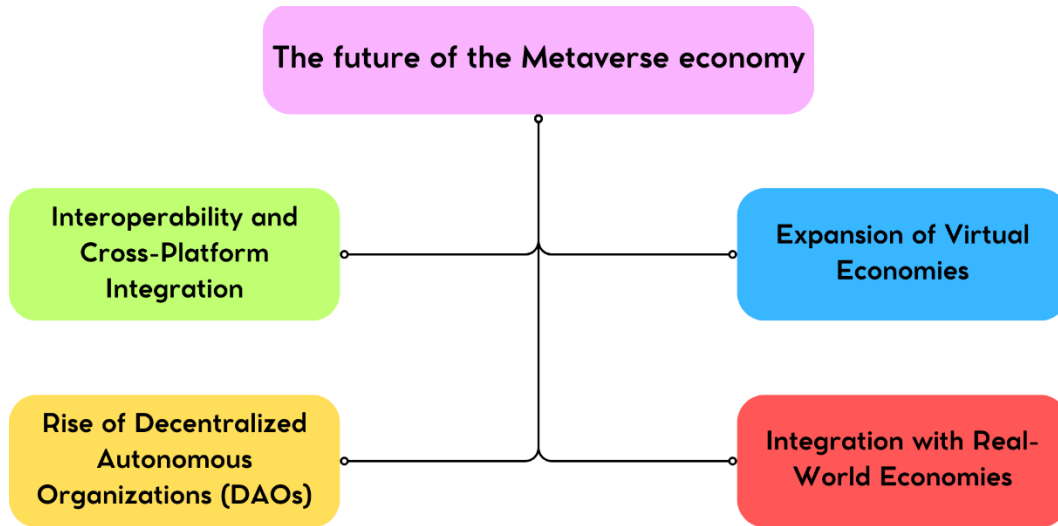 The future of the Metaverse economy
Interoperability and
Cross-Platform
Integration
Expansion of Virtual
Economies
Rise of Decentralized
Autonomous
Organizations (DAOs)
Integration with Real-
World Economies